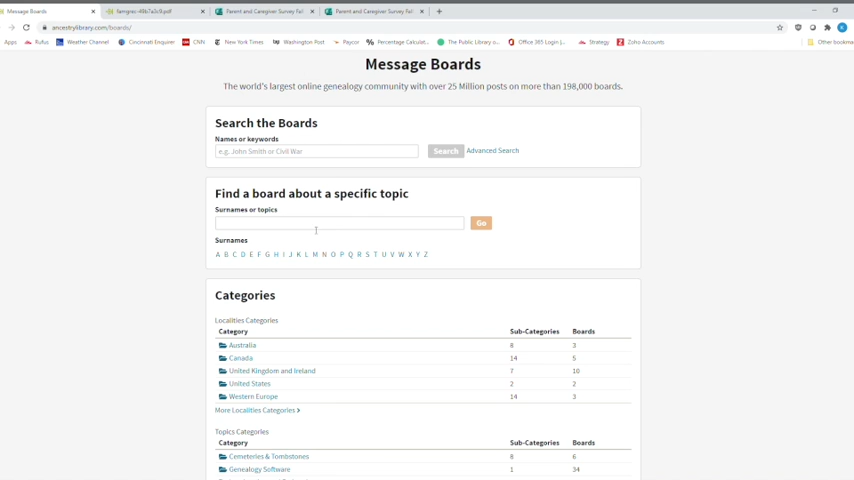 Message Boards
famgrec-49b7a2c9.pdf
Parent and Caregiver Survey Fall
Parent and Caregiver Survey Fall
ancestrylibrary.com/boards/
Apps Rufus Weather Channel Cincinnati Enquirer CNN New York Times Washington Post Paycor Percentage Calculat... The Public Library o... Office 365 Login |... Strategy Zoho Accounts Other bookma
Message Boards
The world's largest online genealogy community with over 25 Million posts on more than 198,000 boards.
Search the Boards
Names or keywords
e.g. John Smith or Civil War Search Advanced Search
Find a board about a specific topic
Surnames or topics
Go
Surnames
A B C D E F G H I J K L M N O P Q R S T U V W X Y Z
Categories
Localities Categories
Category Sub-Categories Boards
Australia 8 3
Canada 14 5
United Kingdom and Ireland 7 10
United States 2 2
Western Europe 14 3
More Localities Categories >
Topics Categories
Category Sub-Categories Boards
Cemeteries & Tombstones 8 6
Genealogy Software 1 34